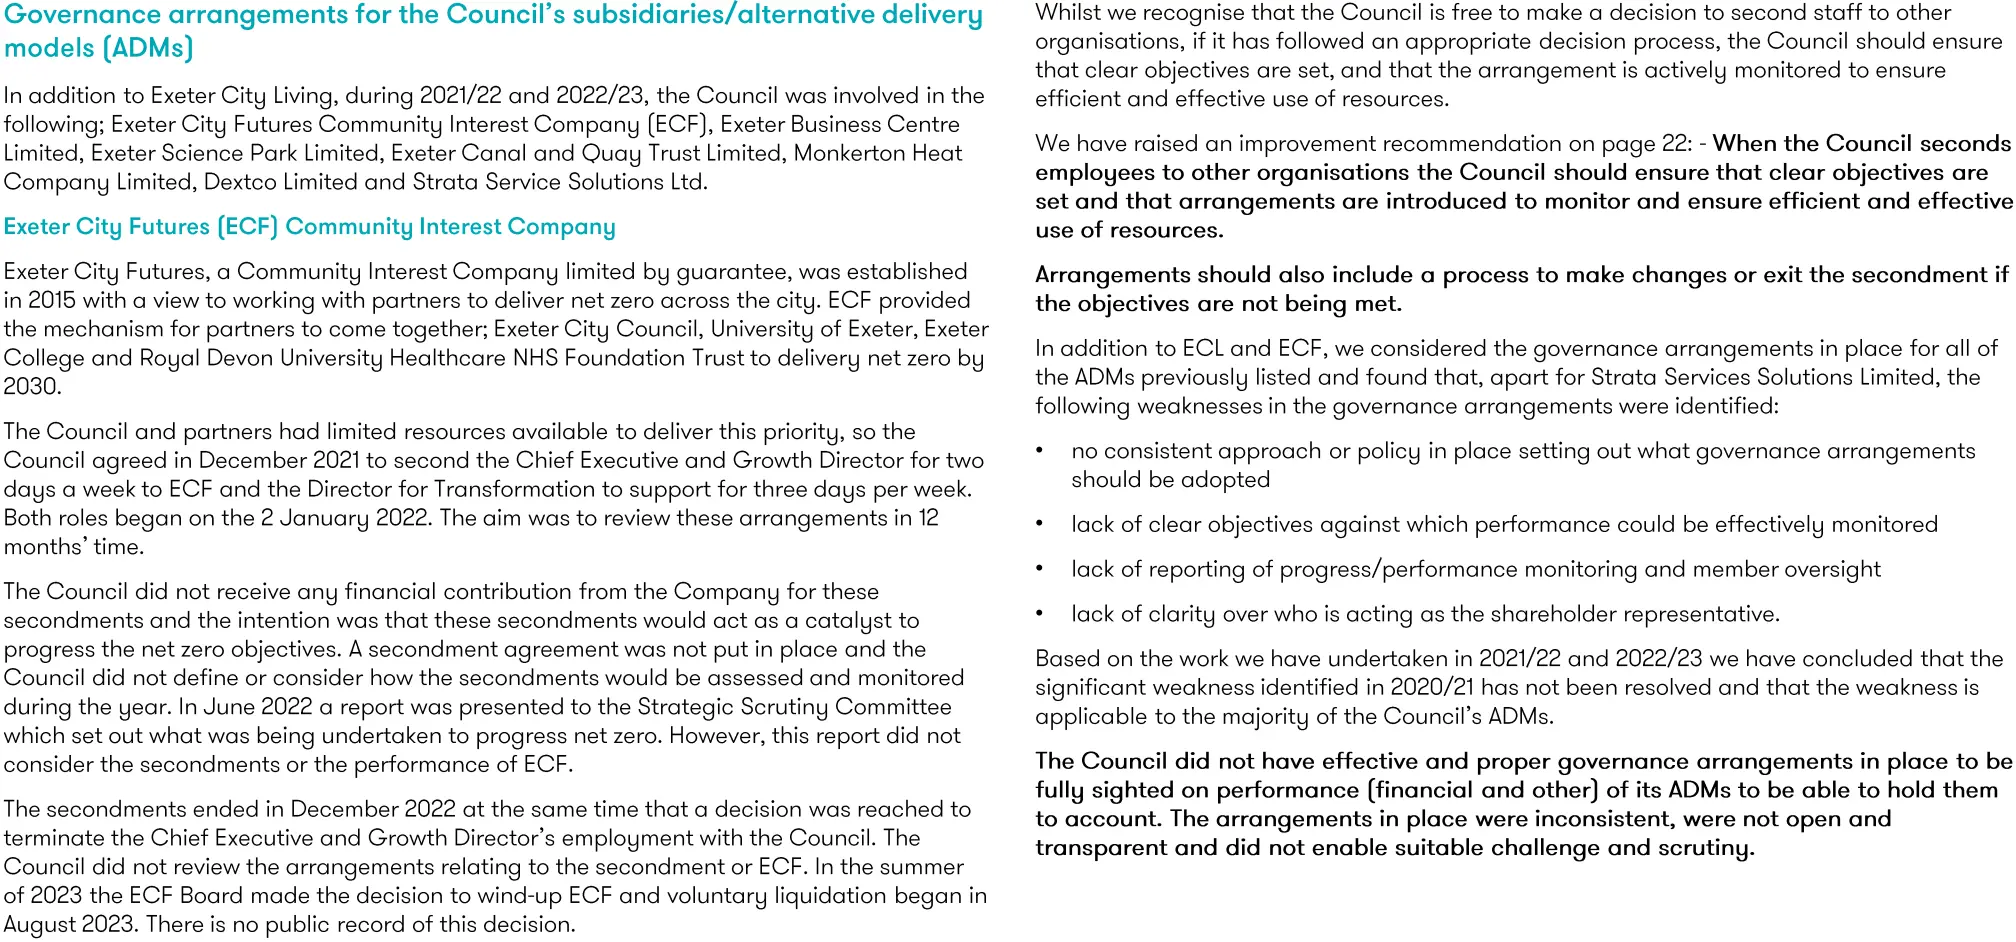 Governance arrangements for the Council's subsidiaries/alternative delivery
models (ADMs)
In addition to Exeter City Living, during 2021/22 and 2022/23, the Council was involved in the
following; Exeter City Futures Community Interest Company (ECF), Exeter Business Centre
Limited, Exeter Science Park Limited, Exeter Canal and Quay Trust Limited, Monkerton Heat
Company Limited, Dextco Limited and Strata Service Solutions Ltd.
Exeter City Futures (ECF) Community Interest Company
Exeter City Futures, a Community Interest Company limited by guarantee, was established
in 2015 with a view to working with partners to deliver net zero across the city. ECF provided
the mechanism for partners to come together; Exeter City Council, University of Exeter, Exeter
College and Royal Devon University Healthcare NHS Foundation Trust to delivery net zero by
2030.
The Council and partners had limited resources available to deliver this priority, so the
Council agreed in December 2021 to second the Chief Executive and Growth Director for two
days a week to ECF and the Director for Transformation to support for three days per week.
Both roles began on the 2 January 2022. The aim was to review these arrangements in 12
months' time.
The Council did not receive any financial contribution from the Company for these
secondments and the intention was that these secondments would act as a catalyst to
progress the net zero objectives. A secondment agreement was not put in place and the
Council did not define or consider how the secondments would be assessed and monitored
during the year. In June 2022 a report was presented to the Strategic Scrutiny Committee
which set out what was being undertaken to progress net zero. However, this report did not
consider the secondments or the performance of ECF.
The secondments ended in December 2022 at the same time that a decision was reached to
terminate the Chief Executive and Growth Director's employment with the Council. The
Council did not review the arrangements relating to the secondment or ECF. In the summer
of 2023 the ECF Board made the decision to wind-up ECF and voluntary liquidation began in
August 2023. There is no public record of this decision.
Whilst we recognise that the Council is free to make a decision to second staff to other
organisations, if it has followed an appropriate decision process, the Council should ensure
that clear objectives are set, and that the arrangement is actively monitored to ensure
efficient and effective use of resources.
We have raised an improvement recommendation on page 22: - When the Council seconds
employees to other organisations the Council should ensure that clear objectives are
set and that arrangements are introduced to monitor and ensure efficient and effective
use of resources.
Arrangements should also include a process to make changes or exit the secondment if
the objectives are not being met.
In addition to ECL and ECF, we considered the governance arrangements in place for all of
the ADMs previously listed and found that, apart for Strata Services Solutions Limited, the
following weaknesses in the governance arrangements were identified:
• no consistent approach or policy in place setting out what governance arrangements
should be adopted
• lack of clear objectives against which performance could be effectively monitored
• lack of reporting of progress/performance monitoring and member oversight
• lack of clarity over who is acting as the shareholder representative.
Based on the work we have undertaken in 2021/22 and 2022/23 we have concluded that the
significant weakness identified in 2020/21 has not been resolved and that the weakness is
applicable to the majority of the Council's ADMs.
The Council did not have effective and proper governance arrangements in place to be
fully sighted on performance (financial and other) of its ADMs to be able to hold them
to account. The arrangements in place were inconsistent, were not open and
transparent and did not enable suitable challenge and scrutiny.